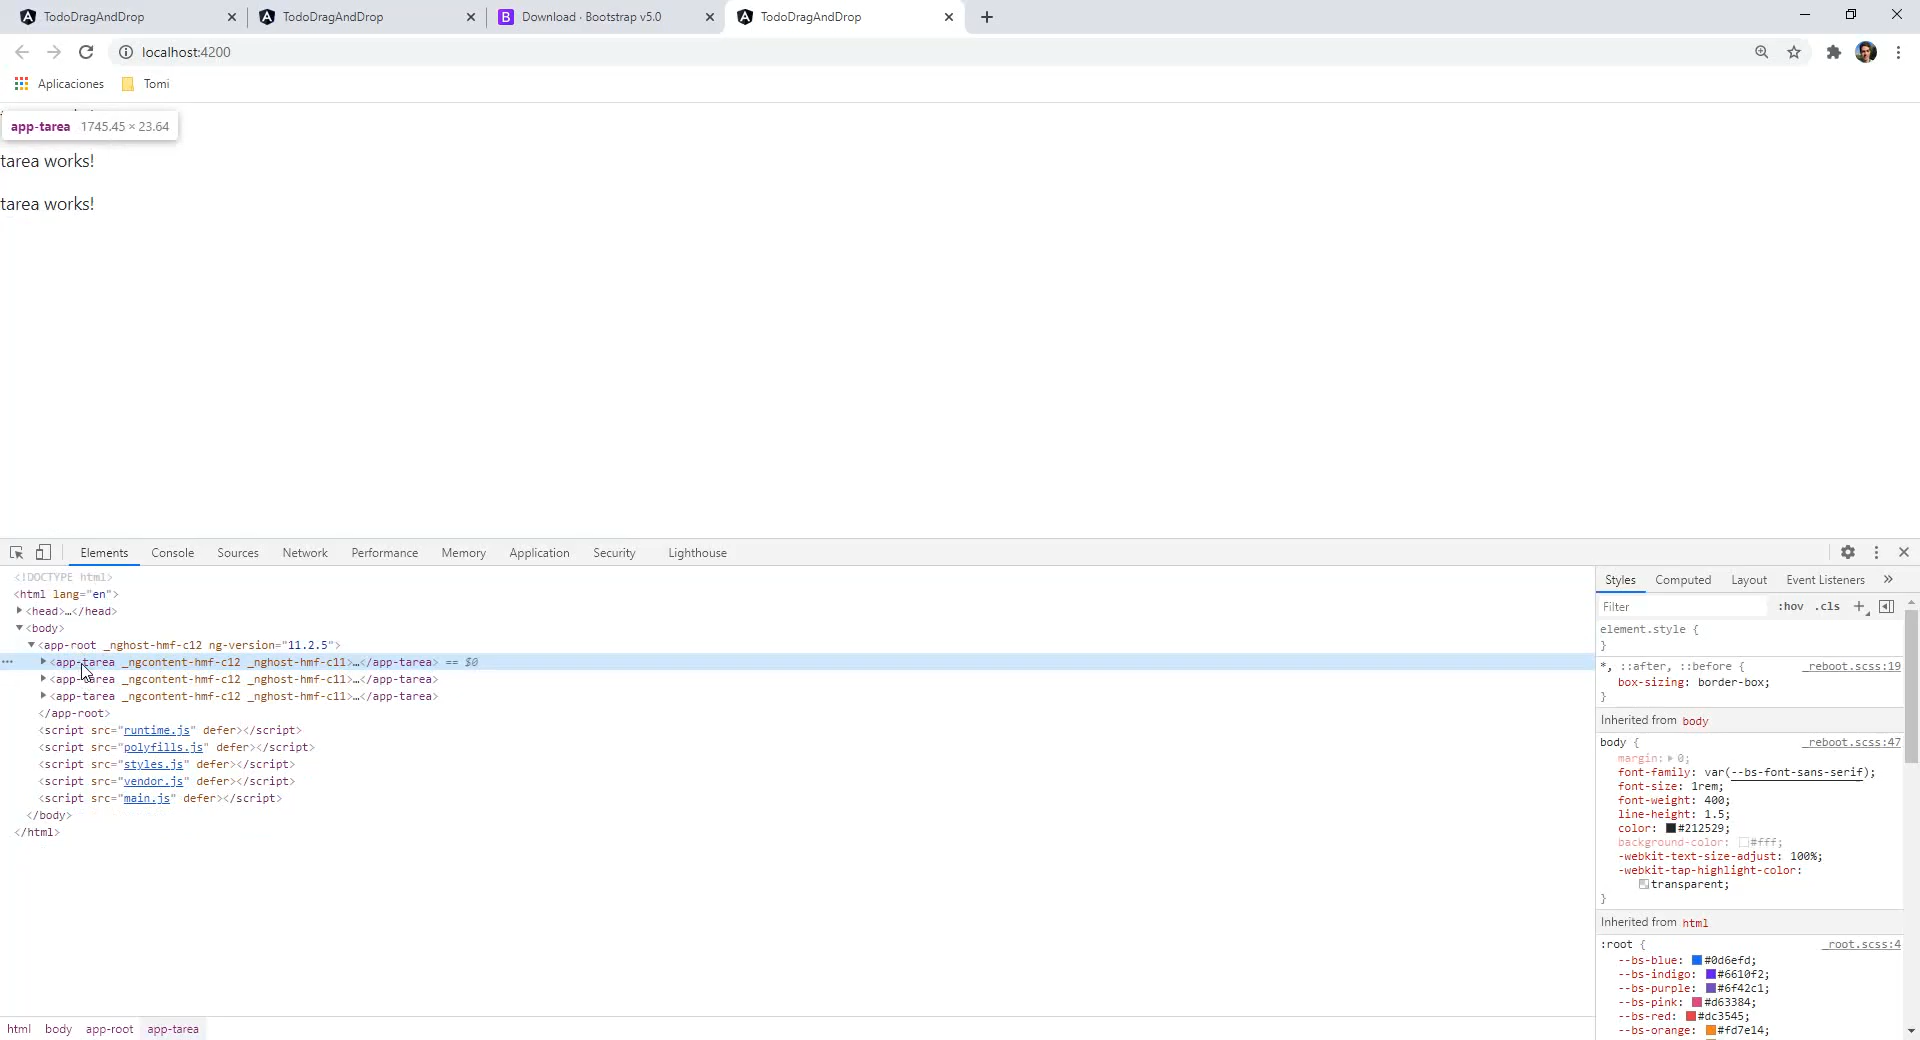 TodoDragAndDrop
TodoDragAndDrop
Download · Bootstrap v5.0
TodoDragAndDrop
localhost:4200
Aplicaciones
Tomi
app-tarea 1745.45 × 23.64
tarea works!
tarea works!
Elements Console Sources Network Performance Memory Application Security Lighthouse
<!DOCTYPE html>
<html lang="en">
<head>…</head>
<body>
<app-root _nghost-hmf-c12 ng-version="11.2.5">
<app-tarea _ngcontent-hmf-c12 _nghost-hmf-c11>…</app-tarea> == $0
<app-tarea _ngcontent-hmf-c12 _nghost-hmf-c11>…</app-tarea>
<app-tarea _ngcontent-hmf-c12 _nghost-hmf-c11>…</app-tarea>
</app-root>
<script src="runtime.js" defer></script>
<script src="polyfills.js" defer></script>
<script src="styles.js" defer></script>
<script src="vendor.js" defer></script>
<script src="main.js" defer></script>
</body>
</html>
html body app-root app-tarea
Styles Computed Layout Event Listeners »
Filter :hov .cls +
element.style {
}
*, ::after, ::before { _reboot.scss:19
box-sizing: border-box;
}
Inherited from body
body { _reboot.scss:47
margin: 0;
font-family: var(--bs-font-sans-serif);
font-size: 1rem;
font-weight: 400;
line-height: 1.5;
color: #212529;
background-color: #fff;
-webkit-text-size-adjust: 100%;
-webkit-tap-highlight-color:
transparent;
}
Inherited from html
:root { _root.scss:4
--bs-blue: #0d6efd;
--bs-indigo: #6610f2;
--bs-purple: #6f42c1;
--bs-pink: #d63384;
--bs-red: #dc3545;
--bs-orange: #fd7e14;